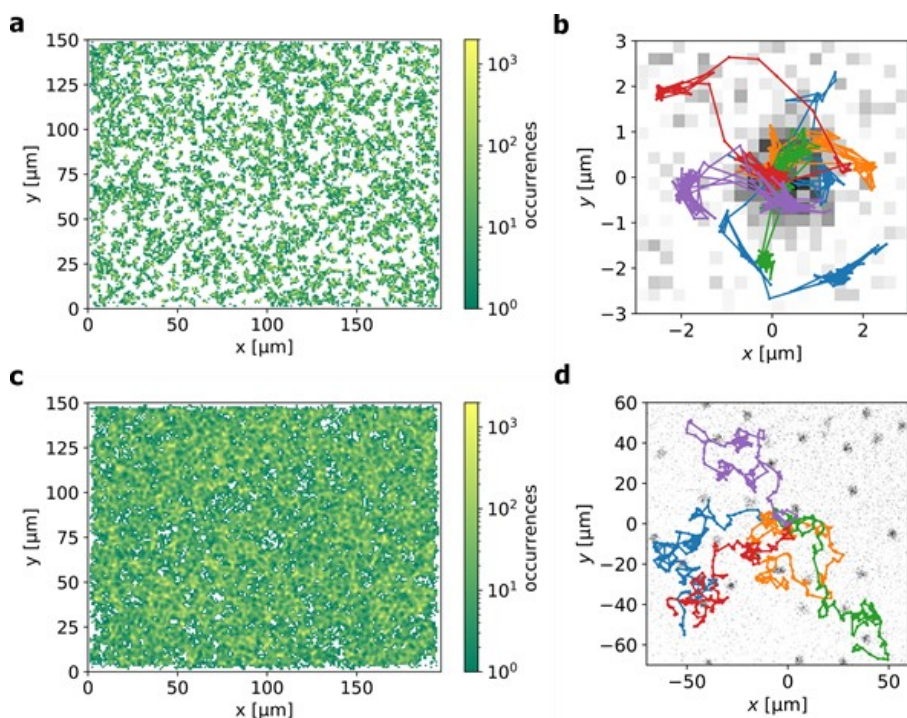 a
150
125
100
75
50
25
0
y [μm]
0 50 100 150
x [μm]
10³
10²
10¹
10⁰
occurrences
b
3
2
1
0
−1
−2
−3
y [μm]
−2 0 2
x [μm]
c
150
125
100
75
50
25
0
y [μm]
0 50 100 150
x [μm]
10³
10²
10¹
10⁰
occurrences
d
60
40
20
0
−20
−40
−60
y [μm]
−50 0 50
x [μm]